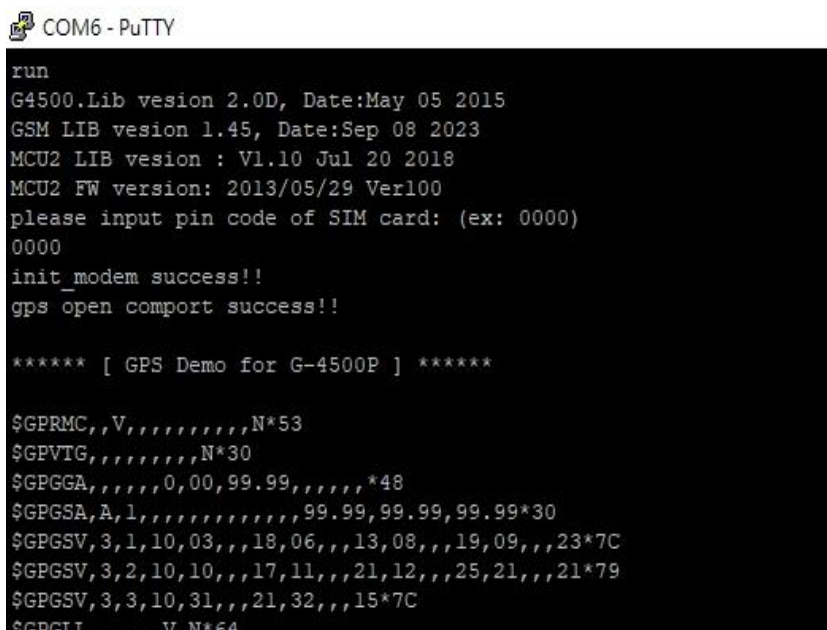 COM6 - PuTTY
run
G4500.Lib vesion 2.0D, Date:May 05 2015
GSM LIB vesion 1.45, Date:Sep 08 2023
MCU2 LIB vesion : V1.10 Jul 20 2018
MCU2 FW version: 2013/05/29 Ver100
please input pin code of SIM card: (ex: 0000)
0000
init_modem success!!
gps open comport success!!
****** [ GPS Demo for G-4500P ] ******
$GPRMC,,V,,,,,,,,,,N*53
$GPVTG,,,,,,,,,N*30
$GPGGA,,,,,,0,00,99.99,,,,,,*48
$GPGSA,A,1,,,,,,,,,,,,,99.99,99.99,99.99*30
$GPGSV,3,1,10,03,,,18,06,,,13,08,,,19,09,,,23*7C
$GPGSV,3,2,10,10,,,17,11,,,21,12,,,25,21,,,21*79
$GPGSV,3,3,10,31,,,21,32,,,15*7C
$GPGLL,,,,,,V,N*64